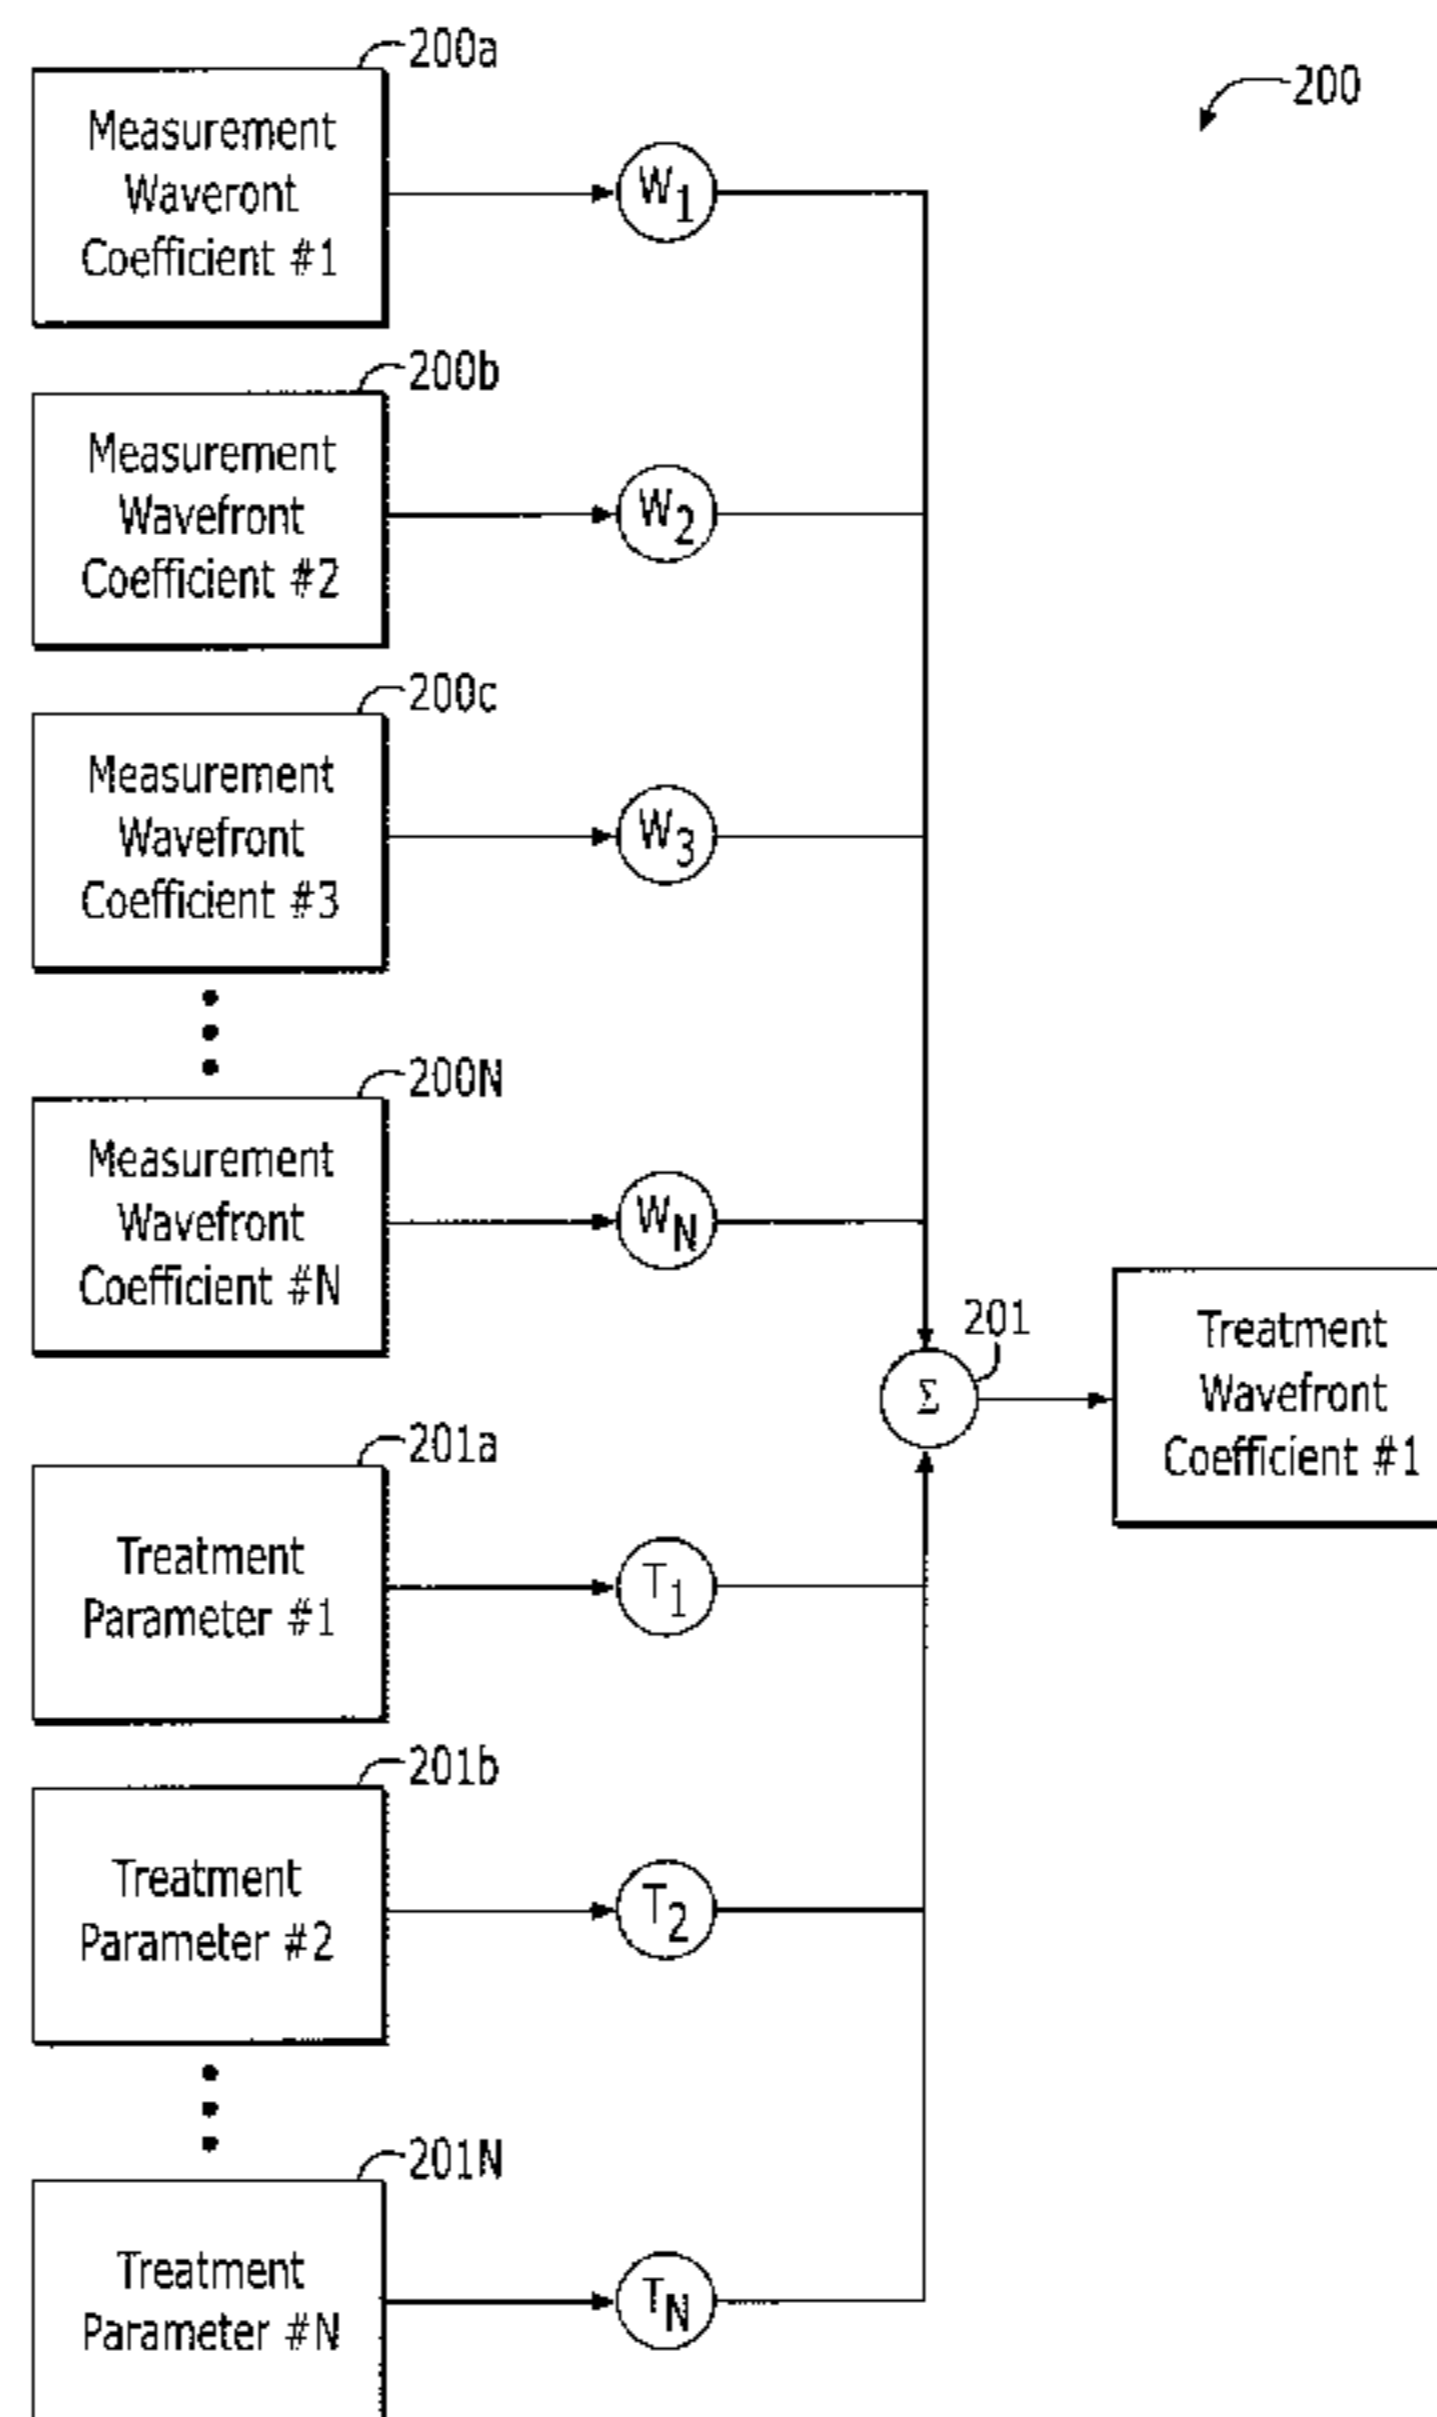 200a
200
Measurement
Waveront
Coefficient #1
W1
200b
Measurement
Wavefront
Coefficient #2
W2
200c
Measurement
Wavefront
Coefficient #3
W3
200N
Measurement
Wavefront
Coefficient #N
WN
201
Σ
Treatment
Wavefront
Coefficient #1
201a
Treatment
Parameter #1
T1
201b
Treatment
Parameter #2
T2
201N
Treatment
Parameter #N
TN